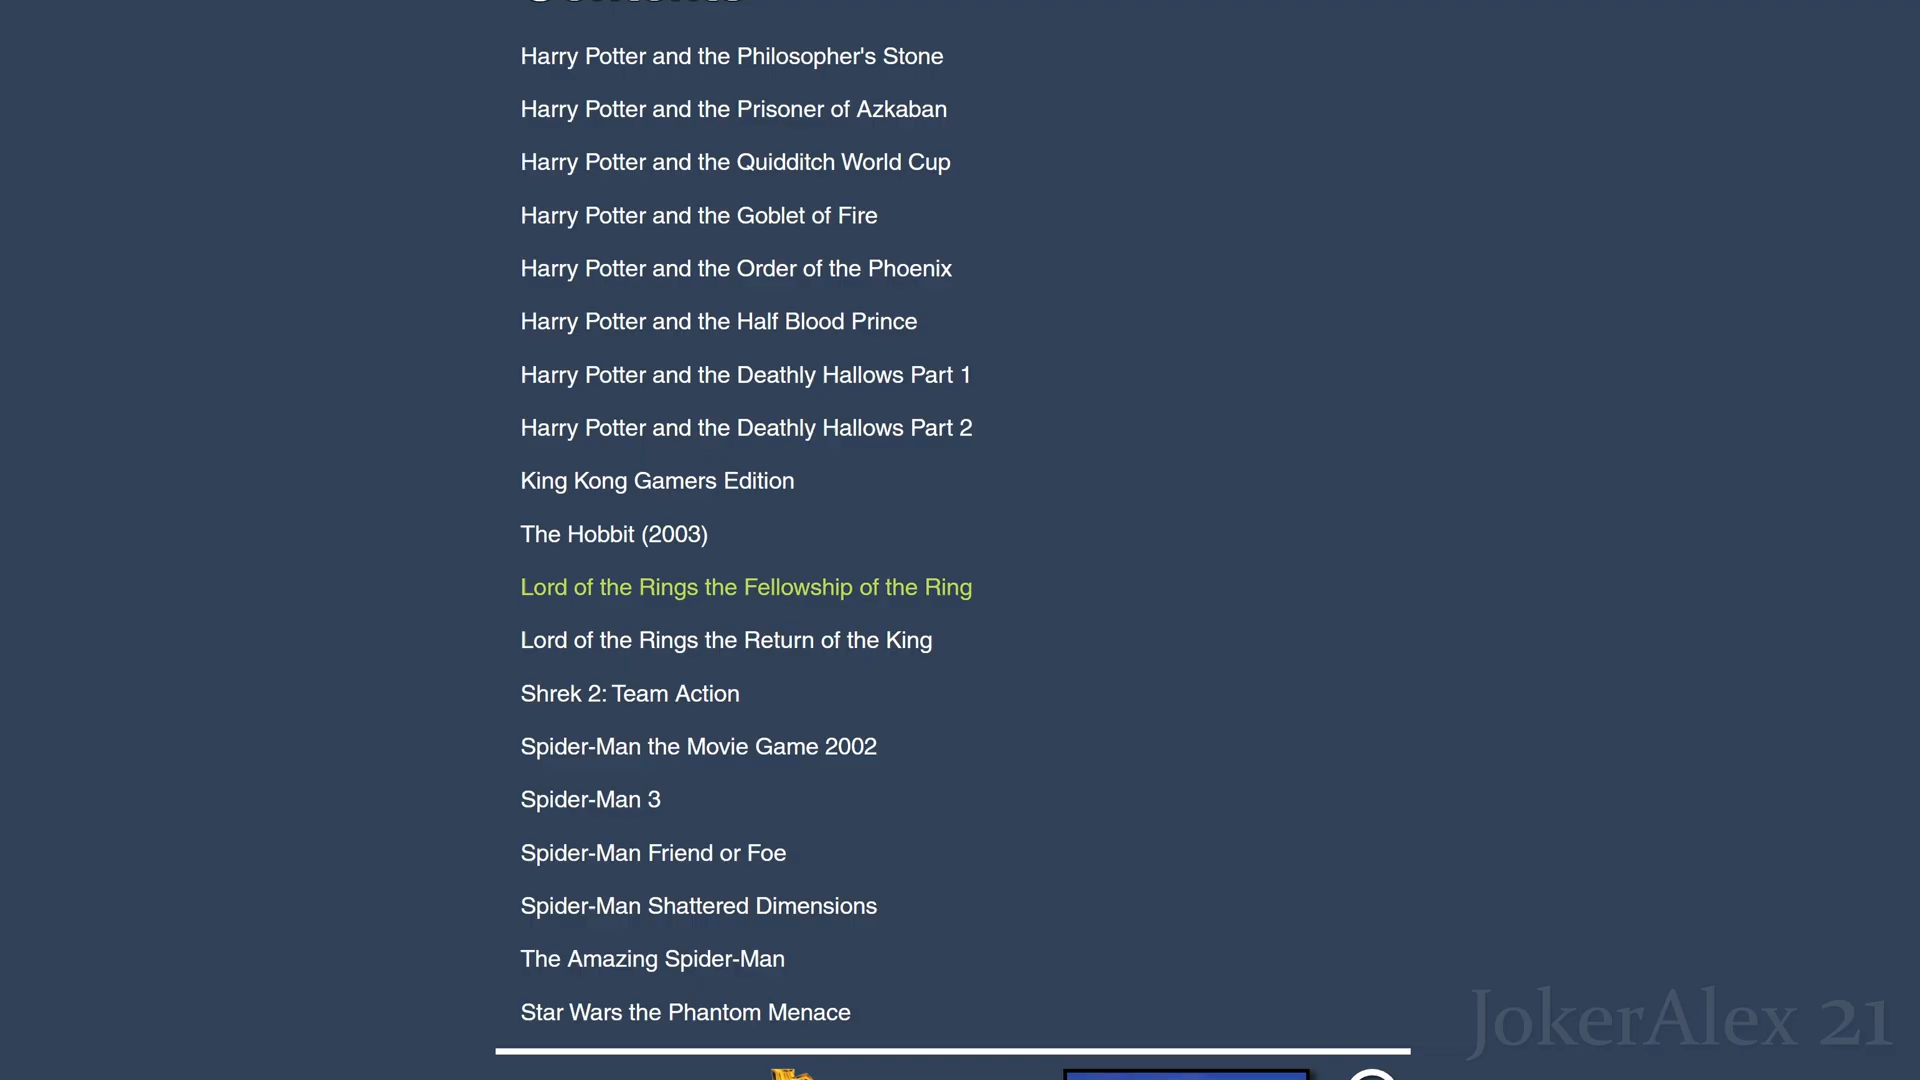 Harry Potter and the Philosopher's Stone
Harry Potter and the Prisoner of Azkaban
Harry Potter and the Quidditch World Cup
Harry Potter and the Goblet of Fire
Harry Potter and the Order of the Phoenix
Harry Potter and the Half Blood Prince
Harry Potter and the Deathly Hallows Part 1
Harry Potter and the Deathly Hallows Part 2
King Kong Gamers Edition
The Hobbit (2003)
Lord of the Rings the Fellowship of the Ring
Lord of the Rings the Return of the King
Shrek 2: Team Action
Spider-Man the Movie Game 2002
Spider-Man 3
Spider-Man Friend or Foe
Spider-Man Shattered Dimensions
The Amazing Spider-Man
Star Wars the Phantom Menace
JokerAlex 21